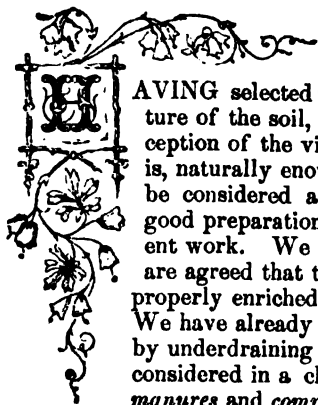 HAVING selected
ture of the soil,
ception of the vi
is, naturally enou
be considered a
good preparation
ent work. We
are agreed that t
properly enriched
We have already
by underdraining
considered in a cl
manures and com